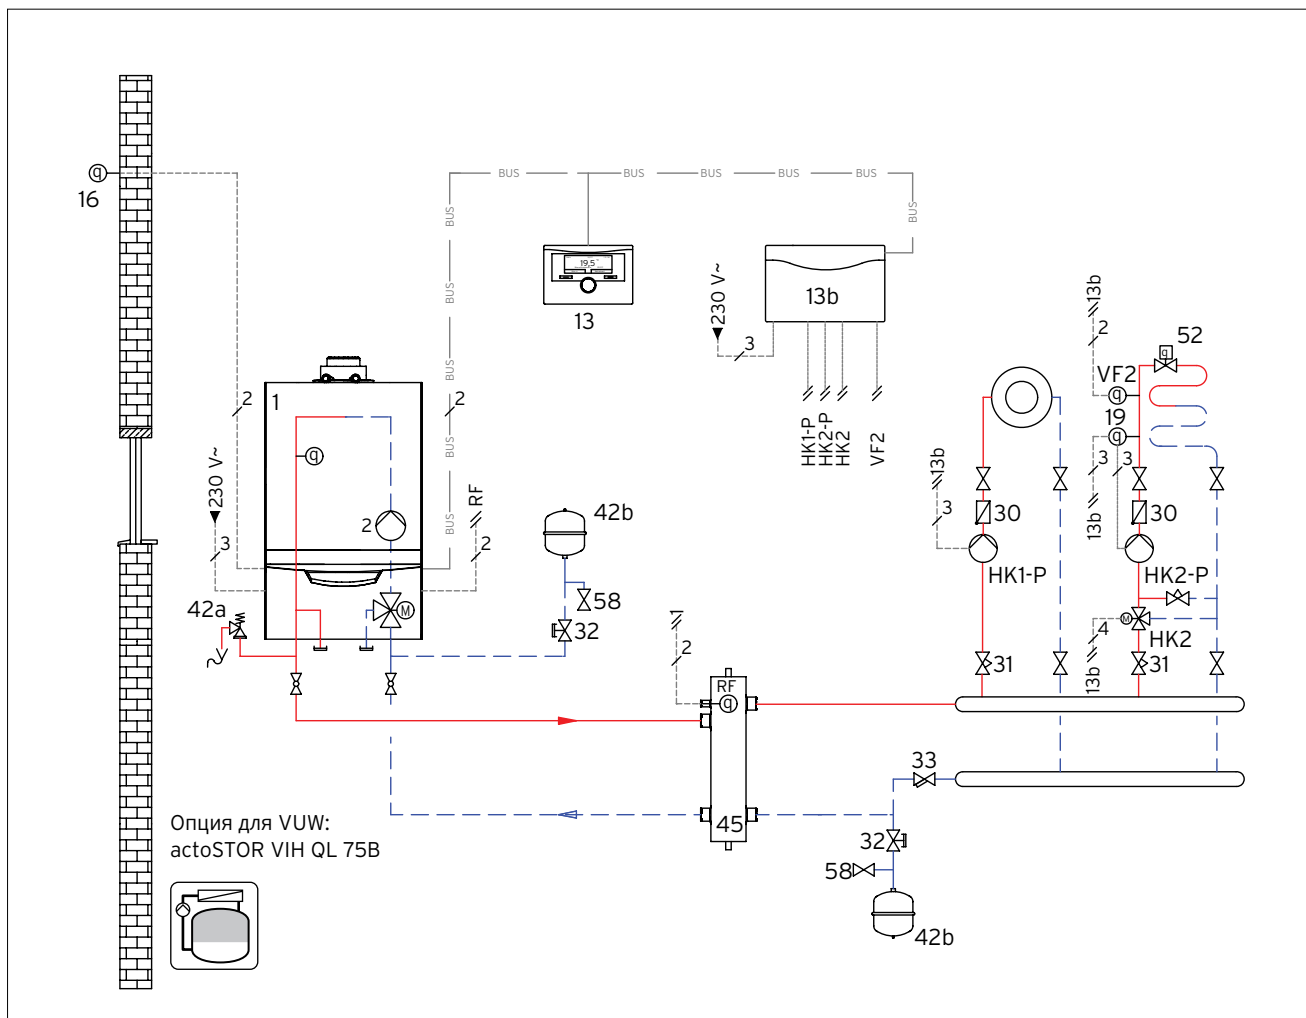 BUS BUS BUS BUS BUS
BUS
BUS
BUS
BUS
BUS
16
19,5
13
13b
230 V~
3
HK1-P
HK2-P
HK2
VF2
13b
2
52
VF2
19
3
3
13b
13b
3
30
30
HK1-P
HK2-P
M
HK2
4
13b
31
31
2
1
2
230 V~
3
RF
2
2
42a
M
42b
58
32
1
2
RF
45
33
32
58
42b
Опция для VUW:
actoSTOR VIH QL 75B
q
q
q
q
q
q